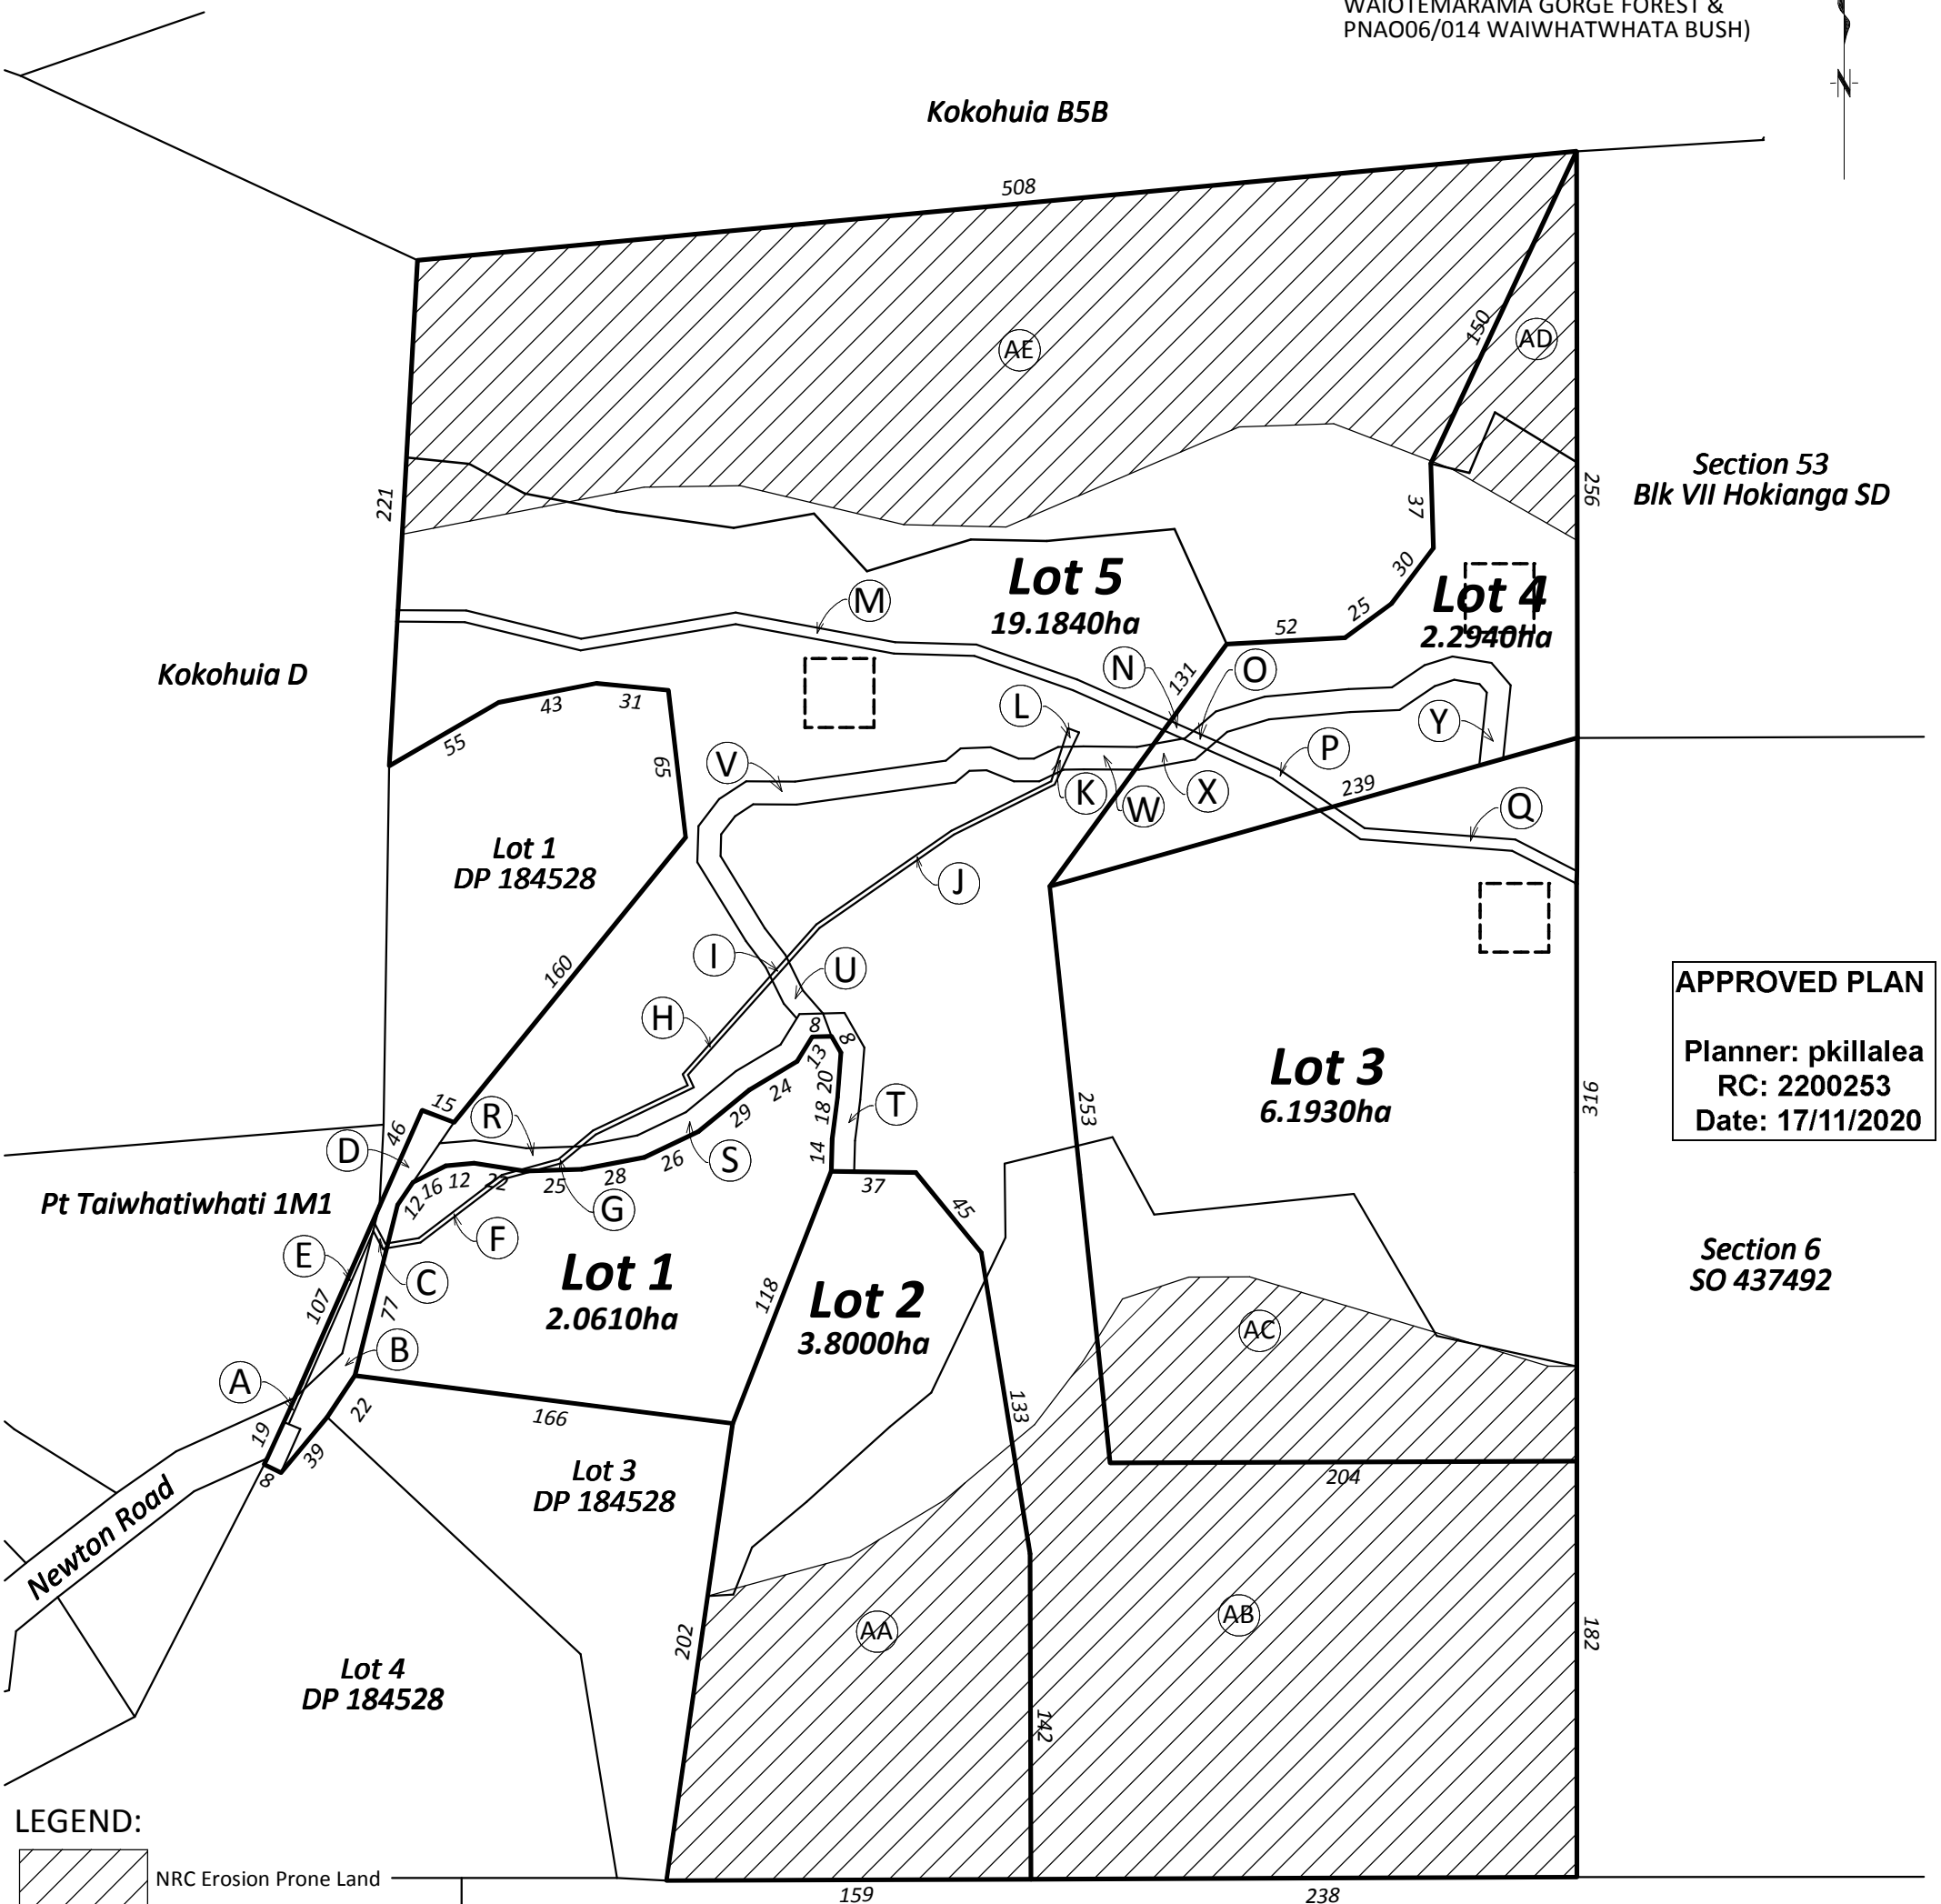 WAIOTEMARAMA GORGE FOREST &
PNAO06/014 WAIWHATWHATA BUSH)
N
Kokohuia B5B
508
150
AE
AD
Section 53
Blk VII Hokianga SD
221
37
256
Lot 5
19.1840ha
30
25
Lot 4
2.2940ha
M
52
Kokohuia D
N
O
131
43
31
55
L
Y
65
V
P
K
W
X
239
Q
Lot 1
DP 184528
J
160
I
U
H
8
8
APPROVED PLAN
Planner: pkillalea
RC: 2200253
Date: 17/11/2020
Lot 3
6.1930ha
13
20
24
253
316
15
R
29
18
T
46
D
14
S
26
16
12
22
25
28
37
12
G
45
Pt Taiwhatiwhati 1M1
F
E
C
Section 6
SO 437492
107
77
Lot 1
2.0610ha
118
Lot 2
3.8000ha
AC
B
A
22
166
133
19
39
8
Lot 3
DP 184528
204
Newton Road
202
AA
AB
182
Lot 4
DP 184528
142
LEGEND:
NRC Erosion Prone Land
159
238